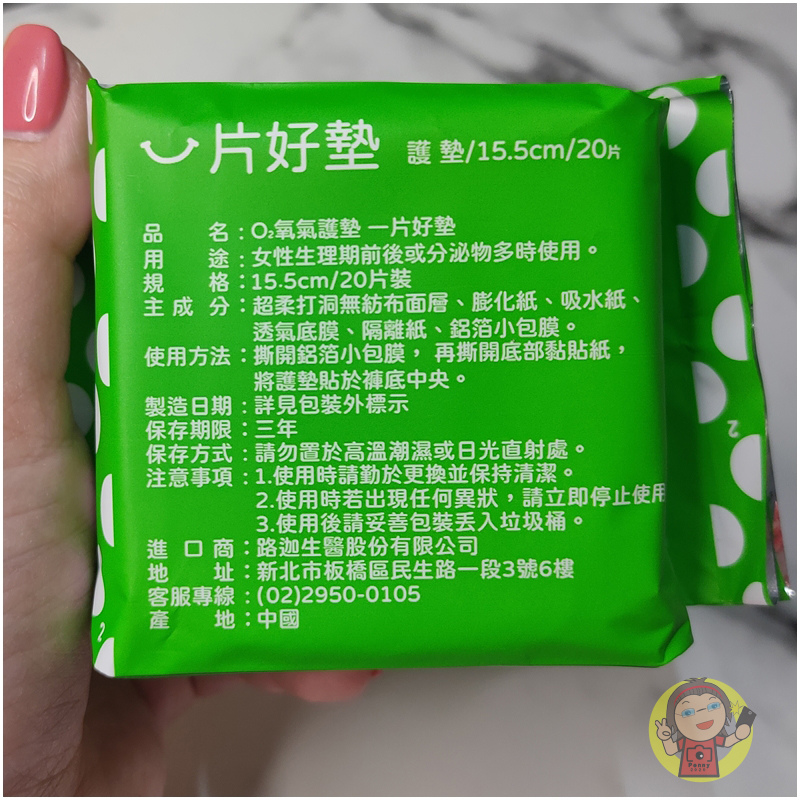 一片好墊 護墊/15.5cm/20片
品名：O₂氧氣護墊 一片好墊
用途：女性生理期前後或分泌物多時使用。
規格：15.5cm/20片裝
主成分：超柔打洞無紡布面層、膨化紙、吸水紙、
透氣底膜、隔離紙、鋁箔小包膜。
使用方法：撕開鋁箔小包膜，再撕開底部黏貼紙，
將護墊貼於褲底中央。
製造日期：詳見包裝外標示
保存期限：三年
保存方式：請勿置於高溫潮濕或日光直射處。
注意事項：1.使用時請勤於更換並保持清潔。
2.使用時若出現任何異狀，請立即停止使用
3.使用後請妥善包裝丟入垃圾桶。
進口商：路迦生醫股份有限公司
地址：新北市板橋區民生路一段3號6樓
客服專線：(02)2950-0105
產地：中國
2
2
Penny